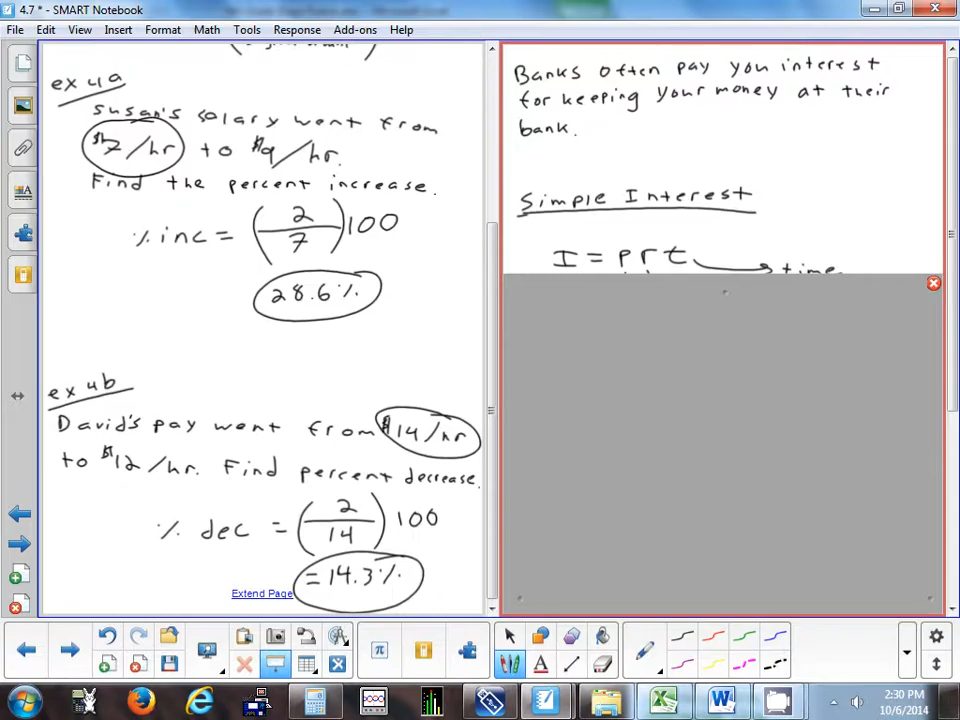 4.7 * - SMART Notebook
File Edit View Insert Format Math Tools Response Add-ons Help
ex 4a
Susan's salary went from
$7/hr to $9/hr.
Find the percent increase.
% inc = (2/7)100
28.6%
ex 4b
David's pay went from $14/hr
to $12/hr. Find percent decrease.
% dec = (2/14)100
= 14.3%
Extend Page
Banks often pay you interest
for keeping your money at their
bank.
Simple Interest
I = p r t → time
2:30 PM
10/6/2014